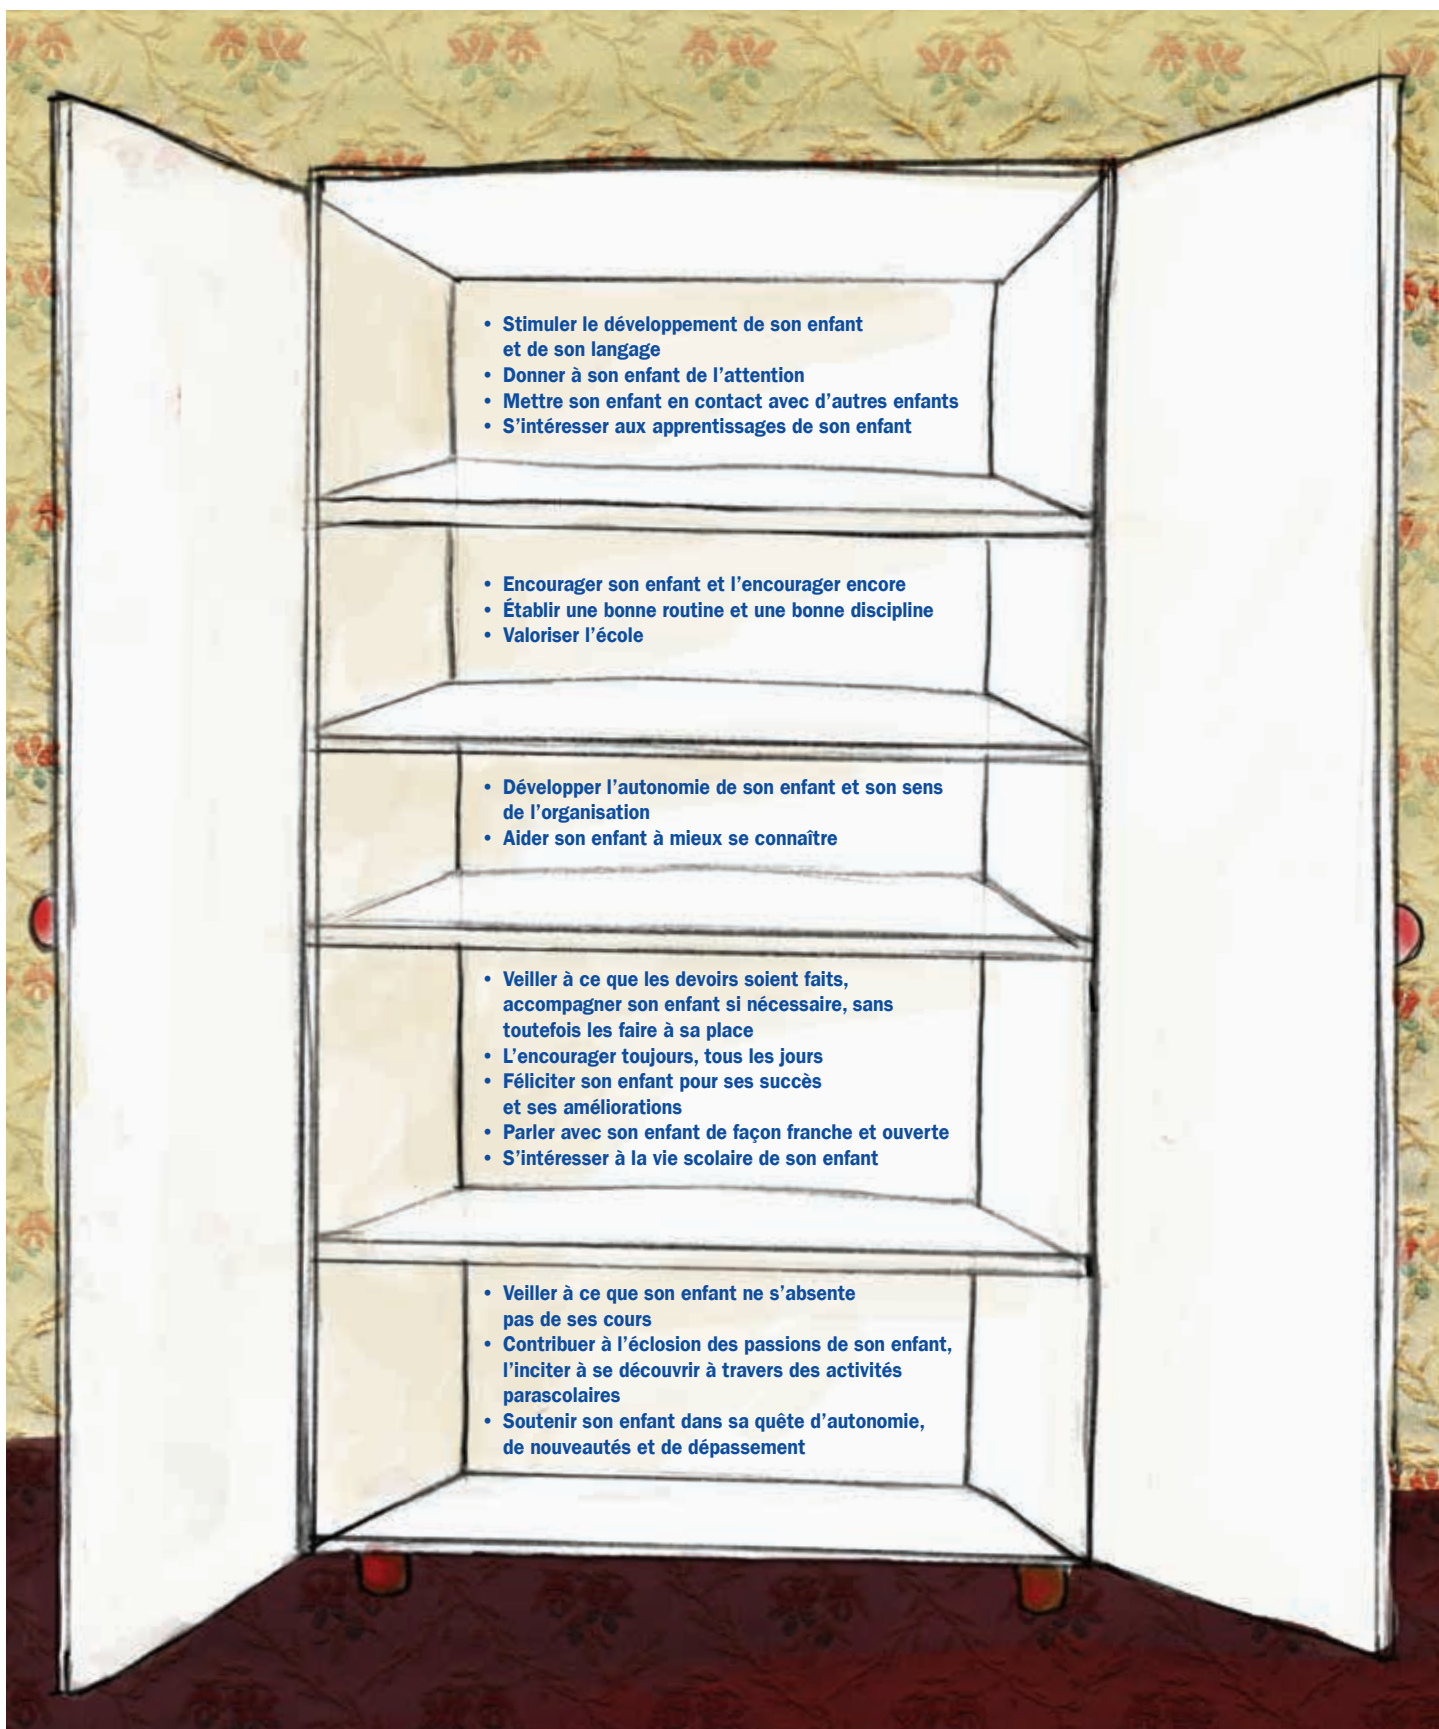 • Stimuler le développement de son enfant
et de son langage
• Donner à son enfant de l'attention
• Mettre son enfant en contact avec d'autres enfants
• S'intéresser aux apprentissages de son enfant
• Encourager son enfant et l'encourager encore
• Établir une bonne routine et une bonne discipline
• Valoriser l'école
• Développer l'autonomie de son enfant et son sens
de l'organisation
• Aider son enfant à mieux se connaître
• Veiller à ce que les devoirs soient faits,
accompagner son enfant si nécessaire, sans
toutefois les faire à sa place
• L'encourager toujours, tous les jours
• Féliciter son enfant pour ses succès
et ses améliorations
• Parler avec son enfant de façon franche et ouverte
• S'intéresser à la vie scolaire de son enfant
• Veiller à ce que son enfant ne s'absente
pas de ses cours
• Contribuer à l'éclosion des passions de son enfant,
l'inciter à se découvrir à travers des activités
parascolaires
• Soutenir son enfant dans sa quête d'autonomie,
de nouveautés et de dépassement